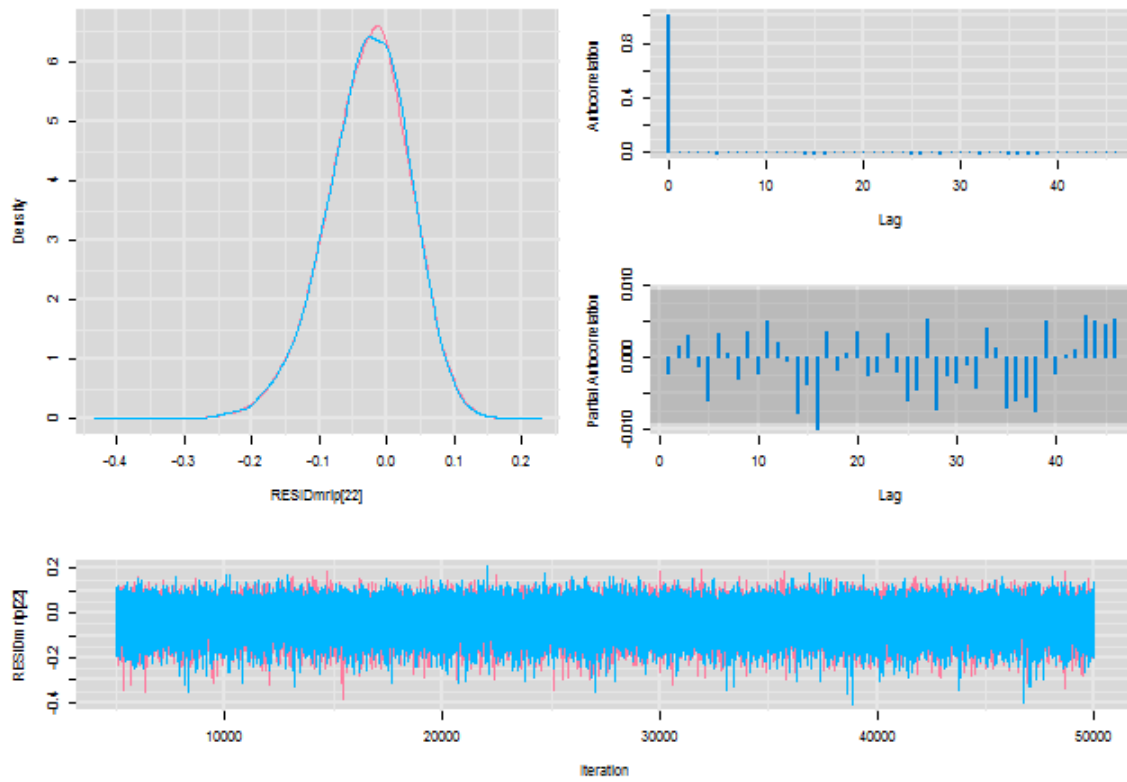 Density
0 1 2 3 4 5 6
-0.4 -0.3 -0.2 -0.1 0.0 0.1 0.2
RESIDmrip[22]
Autocorrelation
0.0 0.4 0.8
0 10 20 30 40
Lag
Partial Autocorrelation
-0.010 0.000 0.010
0 10 20 30 40
Lag
RESIDmrip[22]
-0.4 -0.2 0.0 0.2
10000 20000 30000 40000 50000
Iteration